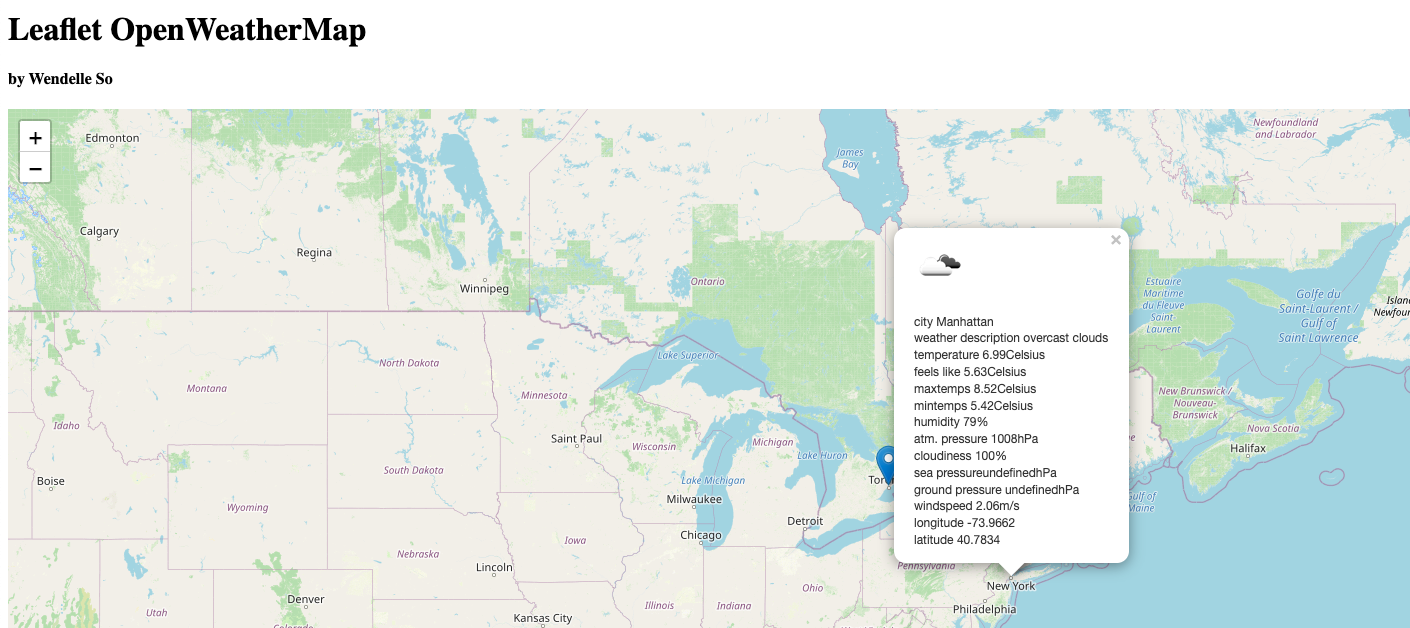 Leaflet OpenWeatherMap
by Wendelle So
+
−
Edmonton
Calgary
Regina
Winnipeg
Ontario
James
Bay
Newfoundland
and Labrador
×
city Manhattan
weather description overcast clouds
temperature 6.99Celsius
feels like 5.63Celsius
maxtemps 8.52Celsius
mintemps 5.42Celsius
humidity 79%
atm. pressure 1008hPa
cloudiness 100%
sea pressureundefinedhPa
ground pressure undefinedhPa
windspeed 2.06m/s
longitude -73.9662
latitude 40.7834
Estuaire
Maritime
du Fleuve
Saint-
Laurent
Golfe du
Saint-Laurent /
Gulf of
Saint Lawrence
New Brunswick /
Nouveau-
Brunswick
Nova Scotia
Halifax
Gulf of
Maine
Lake Superior
North Dakota
Montana
Minnesota
Idaho
Saint Paul
Wisconsin
Michigan
Lake Huron
South Dakota
Boise
Lake Michigan
Milwaukee
Wyoming
Detroit
Chicago
Iowa
Nebraska
Lincoln
Pennsylvania
New York
Ohio
Denver
Philadelphia
Utah
Illinois
Indiana
Kansas City